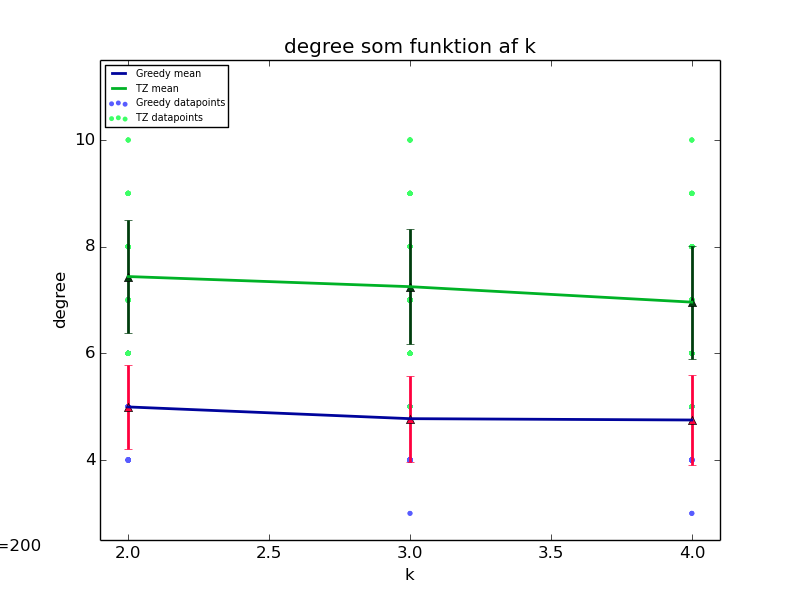 degree som funktion af k
Greedy mean
TZ mean
Greedy datapoints
TZ datapoints
10
8
6
4
degree
2.0 2.5 3.0 3.5 4.0
k
=200